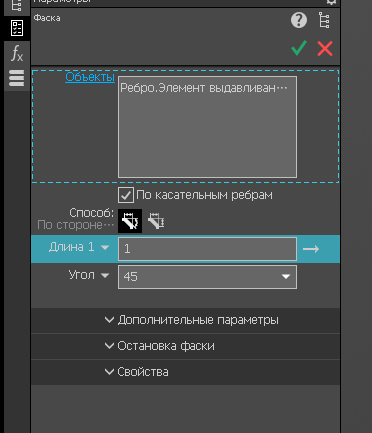 Параметры
Фаска
Объекты
Ребро.Элемент выдавливан···
По касательным ребрам
Способ:
По стороне···
Длина 1
1
Угол
45
Дополнительные параметры
Остановка фаски
Свойства
fx